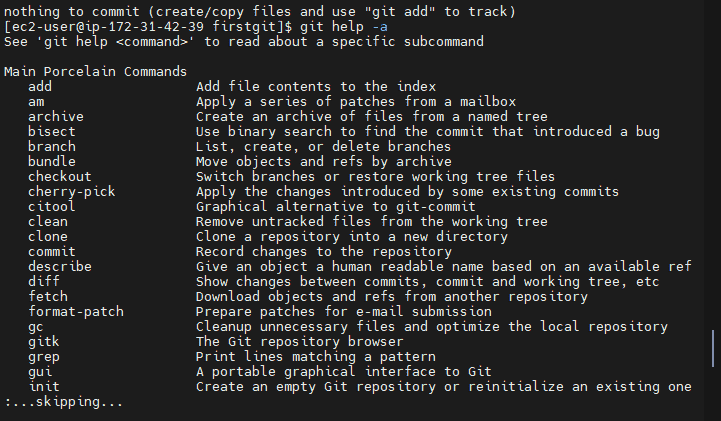 nothing to commit (create/copy files and use "git add" to track)
[ec2-user@ip-172-31-42-39 firstgit]$ git help -a
See 'git help <command>' to read about a specific subcommand

Main Porcelain Commands
   add                  Add file contents to the index
   am                   Apply a series of patches from a mailbox
   archive              Create an archive of files from a named tree
   bisect               Use binary search to find the commit that introduced a bug
   branch               List, create, or delete branches
   bundle               Move objects and refs by archive
   checkout             Switch branches or restore working tree files
   cherry-pick          Apply the changes introduced by some existing commits
   citool               Graphical alternative to git-commit
   clean                Remove untracked files from the working tree
   clone                Clone a repository into a new directory
   commit               Record changes to the repository
   describe             Give an object a human readable name based on an available ref
   diff                 Show changes between commits, commit and working tree, etc
   fetch                Download objects and refs from another repository
   format-patch         Prepare patches for e-mail submission
   gc                   Cleanup unnecessary files and optimize the local repository
   gitk                 The Git repository browser
   grep                 Print lines matching a pattern
   gui                  A portable graphical interface to Git
   init                 Create an empty Git repository or reinitialize an existing one
:...skipping...